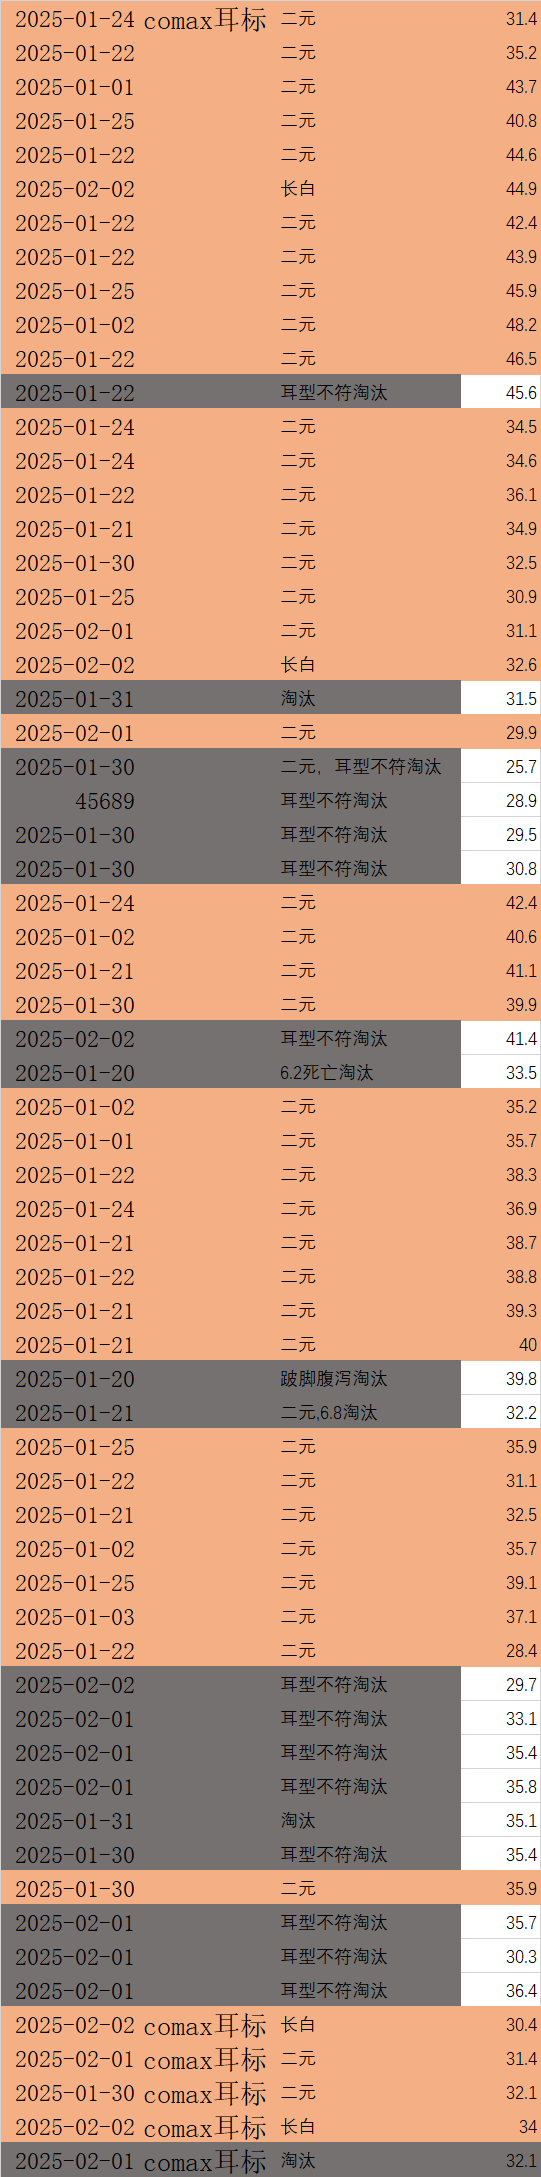 2025-01-24 comax耳标 二元 31.4
2025-01-22 二元 35.2
2025-01-01 二元 43.7
2025-01-25 二元 40.8
2025-01-22 二元 44.6
2025-02-02 长白 44.9
2025-01-22 二元 42.4
2025-01-22 二元 43.9
2025-01-25 二元 45.9
2025-01-02 二元 48.2
2025-01-22 二元 46.5
2025-01-22 耳型不符淘汰 45.6
2025-01-24 二元 34.5
2025-01-24 二元 34.6
2025-01-22 二元 36.1
2025-01-21 二元 34.9
2025-01-30 二元 32.5
2025-01-25 二元 30.9
2025-02-01 二元 31.1
2025-02-02 长白 32.6
2025-01-31 淘汰 31.5
2025-02-01 二元 29.9
2025-01-30 二元，耳型不符淘汰 25.7
45689 耳型不符淘汰 28.9
2025-01-30 耳型不符淘汰 29.5
2025-01-30 耳型不符淘汰 30.8
2025-01-24 二元 42.4
2025-01-02 二元 40.6
2025-01-21 二元 41.1
2025-01-30 二元 39.9
2025-02-02 耳型不符淘汰 41.4
2025-01-20 6.2死亡淘汰 33.5
2025-01-02 二元 35.2
2025-01-01 二元 35.7
2025-01-22 二元 38.3
2025-01-24 二元 36.9
2025-01-21 二元 38.7
2025-01-22 二元 38.8
2025-01-21 二元 39.3
2025-01-21 二元 40
2025-01-20 跛脚腹泻淘汰 39.8
2025-01-21 二元,6.8淘汰 32.2
2025-01-25 二元 35.9
2025-01-22 二元 31.1
2025-01-21 二元 32.5
2025-01-02 二元 35.7
2025-01-25 二元 39.1
2025-01-03 二元 37.1
2025-01-22 二元 28.4
2025-02-02 耳型不符淘汰 29.7
2025-02-01 耳型不符淘汰 33.1
2025-02-01 耳型不符淘汰 35.4
2025-02-01 耳型不符淘汰 35.8
2025-01-31 淘汰 35.1
2025-01-30 耳型不符淘汰 35.4
2025-01-30 二元 35.9
2025-02-01 耳型不符淘汰 35.7
2025-02-01 耳型不符淘汰 30.3
2025-02-01 耳型不符淘汰 36.4
2025-02-02 comax耳标 长白 30.4
2025-02-01 comax耳标 二元 31.4
2025-01-30 comax耳标 二元 32.1
2025-02-02 comax耳标 长白 34
2025-02-01 comax耳标 淘汰 32.1